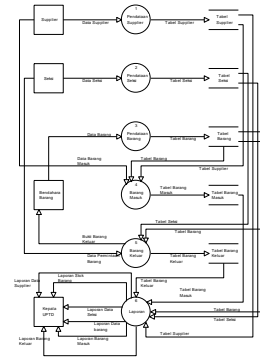 Supplier
Data Supplier
1
Pendataan
Supplier
Tabel Supplier
Tabel
Supplier
Seksi
Data Seksi
2
Pendataan
Seksi
Tabel Seksi
Tabel
Seksi
Data Barang
3
Pendataan
Barang
Tabel Barang
Tabel
Barang
Tabel Barang
Tabel Supplier
Data Barang
Masuk
Bendahara
Barang
4
Barang
Masuk
Tabel Barang
Masuk
Tabel Barang
Masuk
Bukti Barang
Keluar
Data Permintaan
Barang
Tabel Seksi
Tabel Barang
5
Barang
Keluar
Tabel Barang
Keluar
Tabel Barang
Keluar
Laporan Data
Supplier
Laporan Stok
Barang
Tabel Barang
Keluar
Tabel Barang
Masuk
Kepala
UPTD
Laporan Data
Seksi
Laporan Data
barang
Laporan Barang
Masuk
Laporan Barang
Keluar
6
Laporan
Tabel Barang
Tabel Seksi
Tabel Supplier